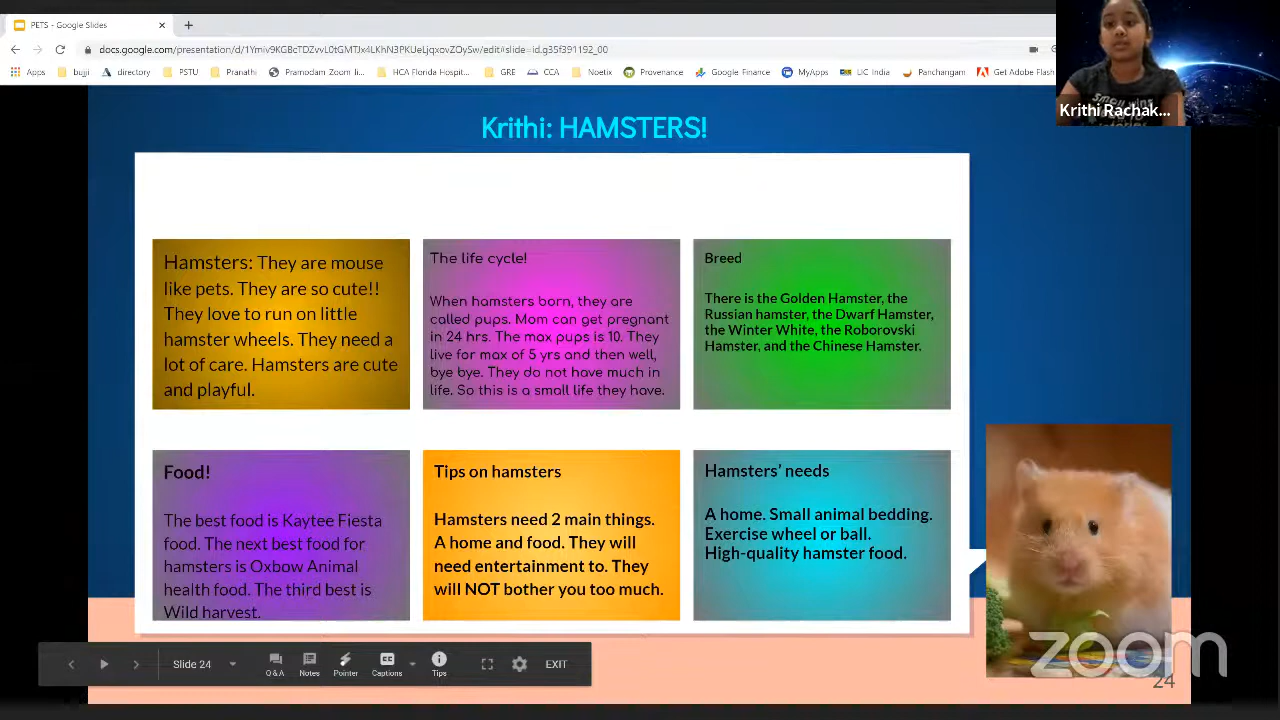 PETS - Google Slides
docs.google.com/presentation/d/1Ymiv9KGBcTDZvvL0tGMTJx4LKhN3PKUeLjqxovZOySw/edit#slide=id.g35f391192_00
Apps bujji directory PSTU Pranathi Pramodam Zoom li... HCA Florida Hospit... GRE CCA Noetix Provenance Google Finance MyApps UC India Panchangam Get Adobe Flash
Krithi Rachak...
Krithi: HAMSTERS!
Hamsters: They are mouse
like pets. They are so cute!!
They love to run on little
hamster wheels. They need a
lot of care. Hamsters are cute
and playful.
The life cycle!
When hamsters born, they are
called pups. Mom can get pregnant
in 24 hrs. The max pups is 10. They
live for max of 5 yrs and then well,
bye bye. They do not have much in
life. So this is a small life they have.
Breed
There is the Golden Hamster, the
Russian hamster, the Dwarf Hamster,
the Winter White, the Roborovski
Hamster, and the Chinese Hamster.
Food!
The best food is Kaytee Fiesta
food. The next best food for
hamsters is Oxbow Animal
health food. The third best is
Wild harvest.
Tips on hamsters
Hamsters need 2 main things.
A home and food. They will
need entertainment to. They
will NOT bother you too much.
Hamsters' needs
A home. Small animal bedding.
Exercise wheel or ball.
High-quality hamster food.
zoom
24
Slide 24 Q & A Notes Pointer CC Captions Tips EXIT